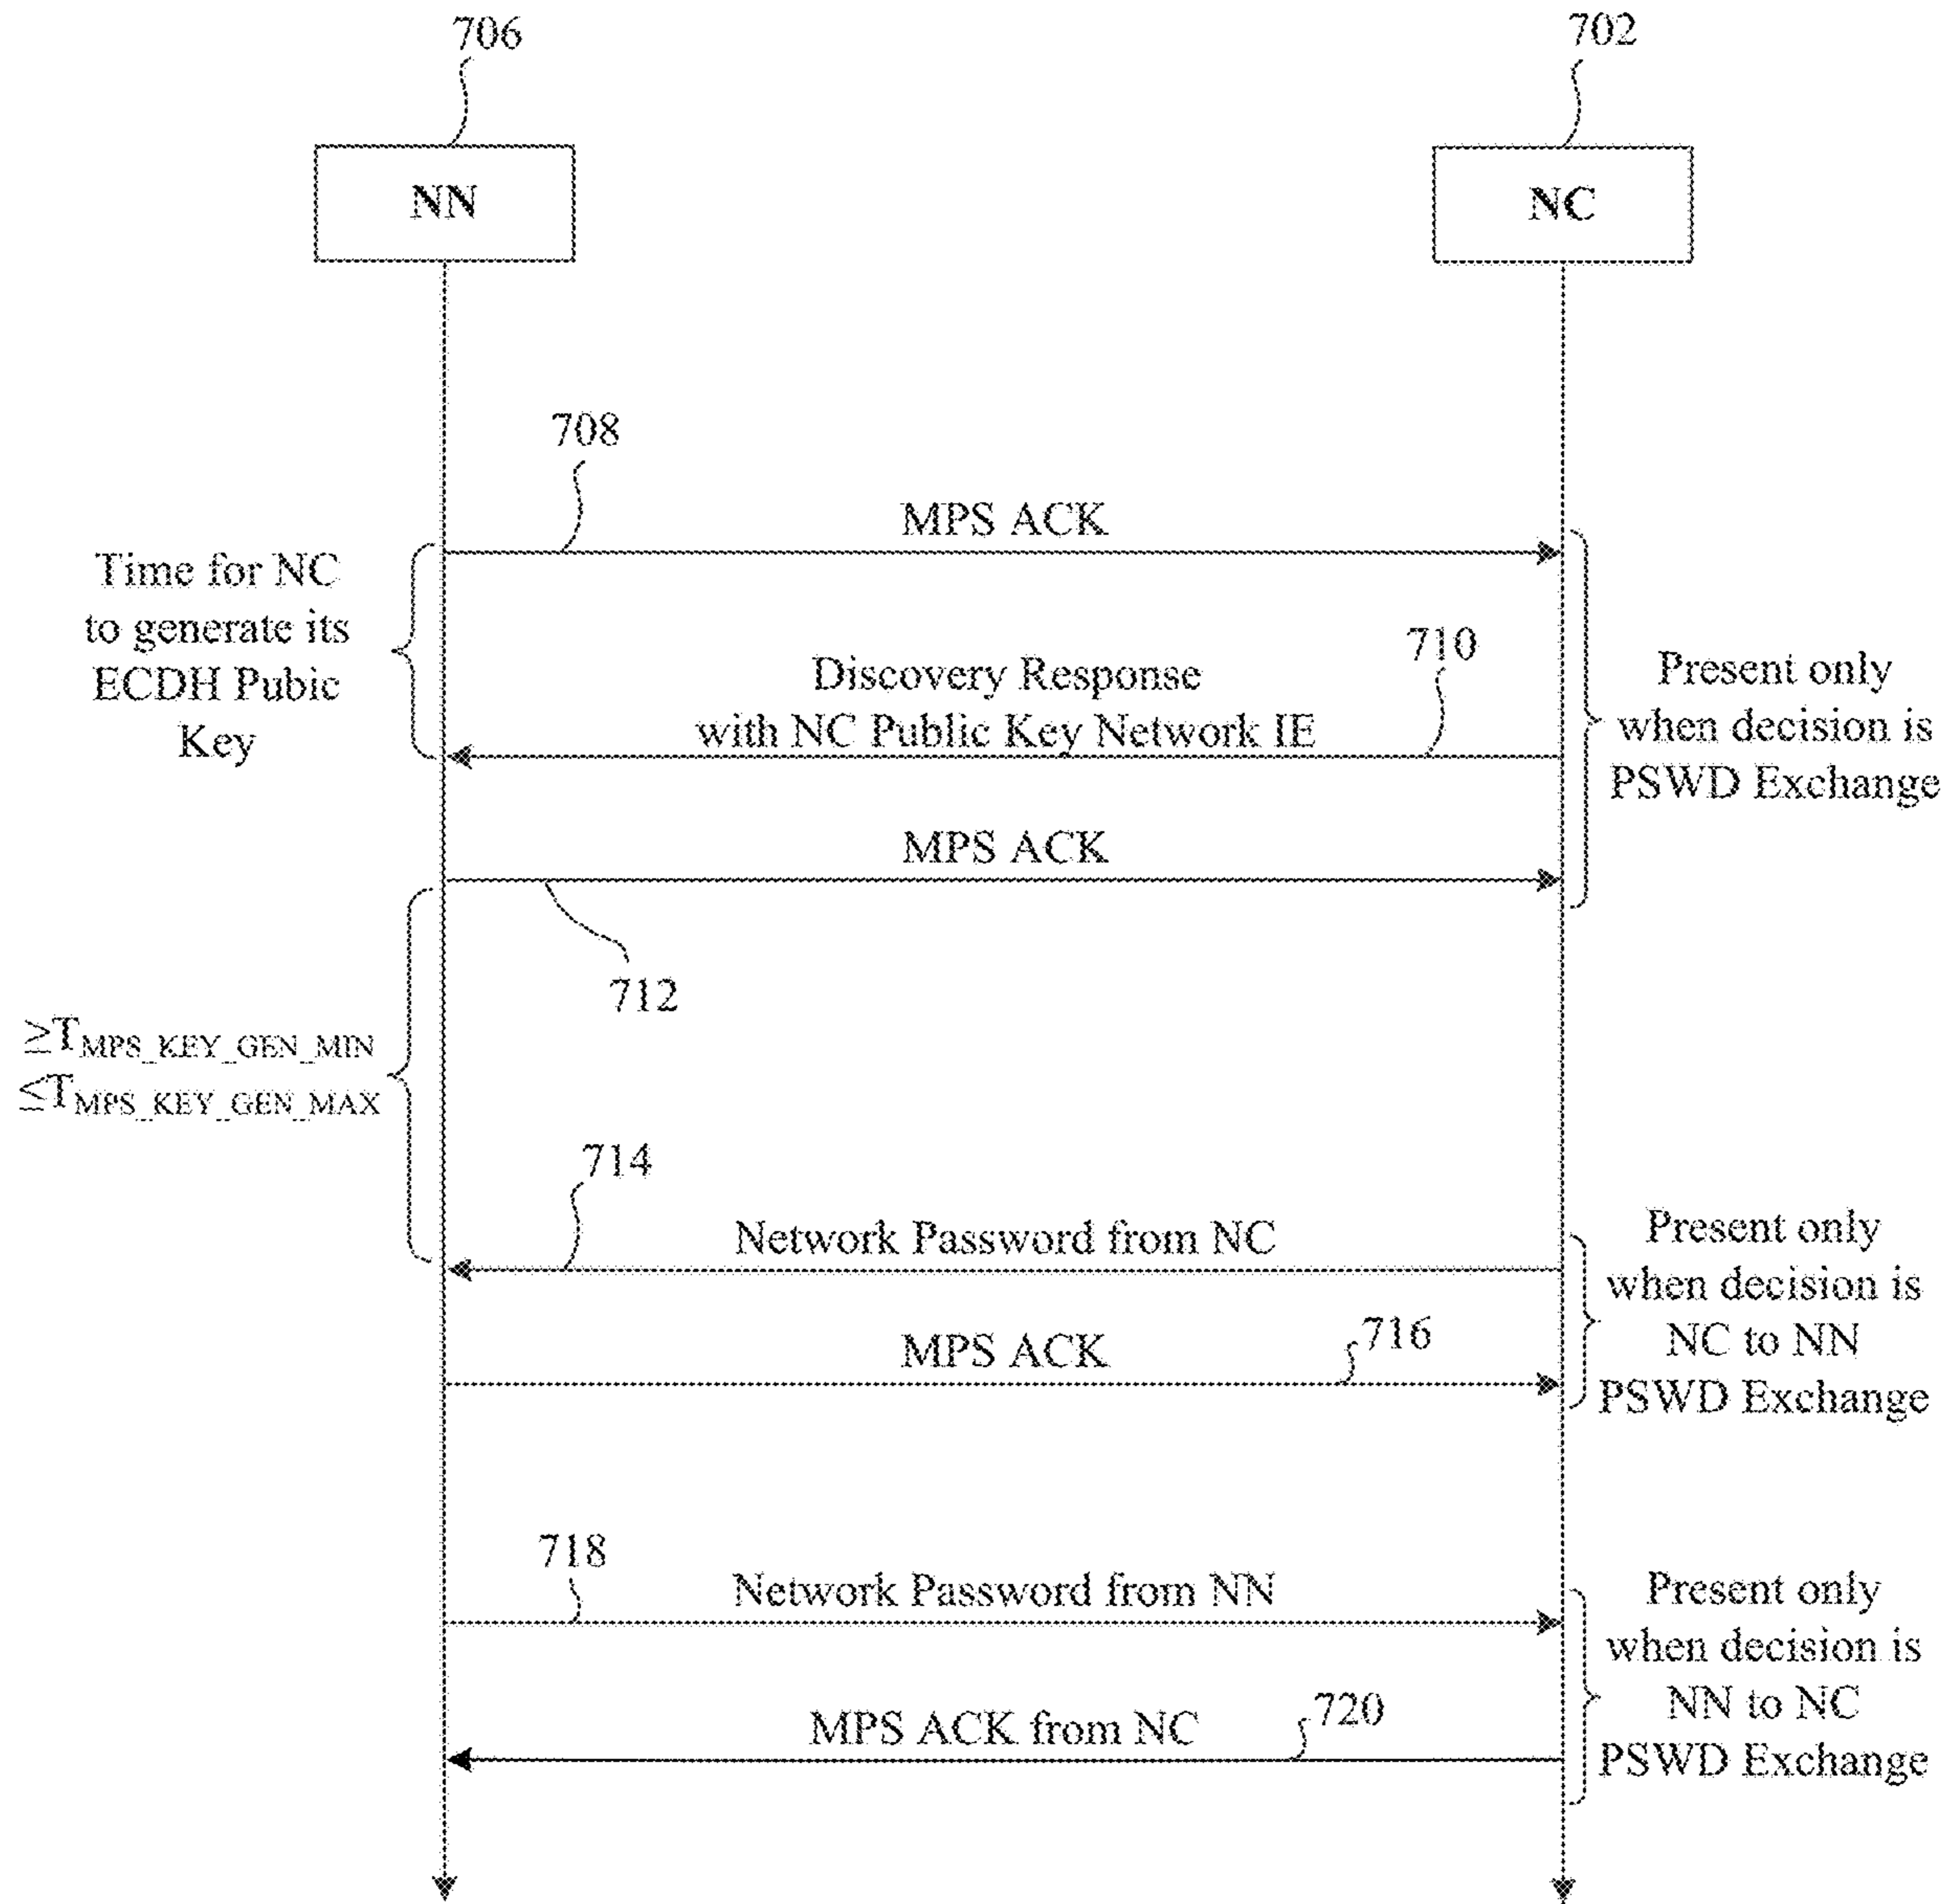 706
702
NN
NC
708
MPS ACK
Time for NC
to generate its
ECDH Pubic
Key
710
Discovery Response
with NC Public Key Network IE
Present only
when decision is
PSWD Exchange
MPS ACK
712
≥TMPS_KEY_GEN_MIN
≤TMPS_KEY_GEN_MAX
714
Network Password from NC
MPS ACK
716
Present only
when decision is
NC to NN
PSWD Exchange
718
Network Password from NN
MPS ACK from NC
720
Present only
when decision is
NN to NC
PSWD Exchange